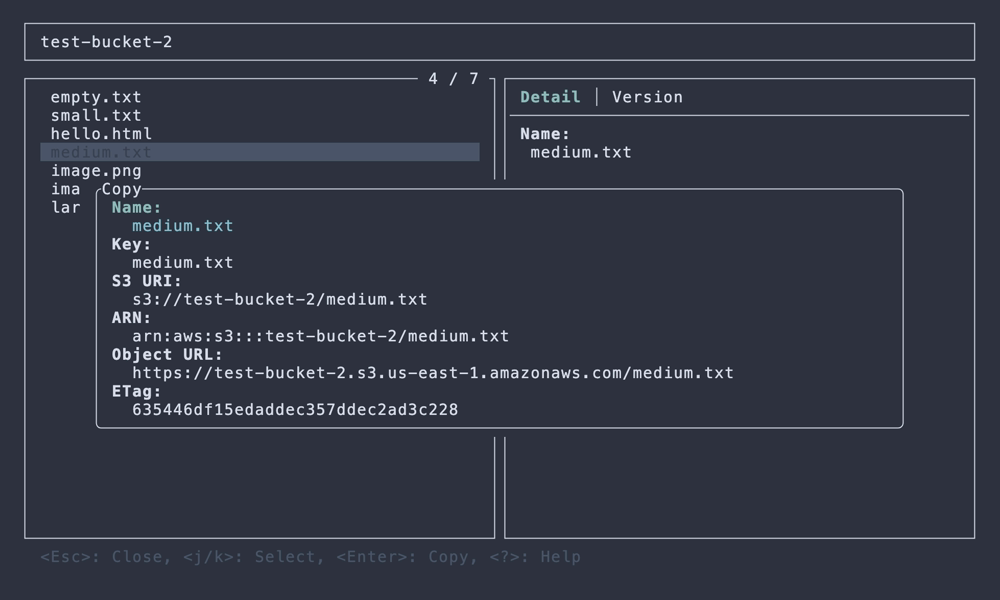 test-bucket-2
4 / 7
empty.txt
small.txt
hello.html
medium.txt
image.png
ima
lar
Detail │ Version
Name:
medium.txt
Copy
Name:
medium.txt
Key:
medium.txt
S3 URI:
s3://test-bucket-2/medium.txt
ARN:
arn:aws:s3:::test-bucket-2/medium.txt
Object URL:
https://test-bucket-2.s3.us-east-1.amazonaws.com/medium.txt
ETag:
635446df15edaddec357ddec2ad3c228
<Esc>: Close, <j/k>: Select, <Enter>: Copy, <?>: Help